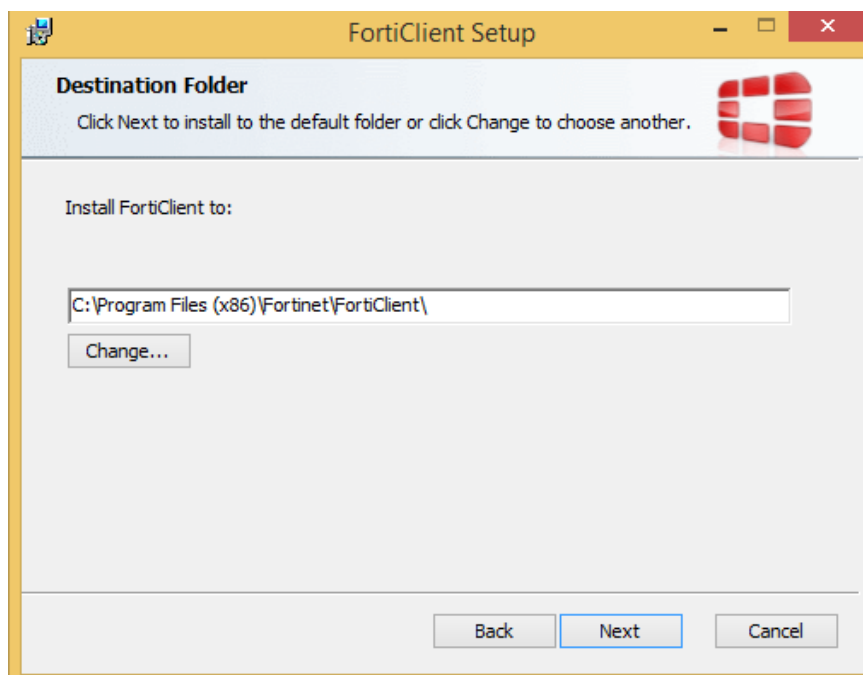 FortiClient Setup
Destination Folder
Click Next to install to the default folder or click Change to choose another.
Install FortiClient to:
C:\Program Files (x86)\Fortinet\FortiClient\
Change...
Back Next Cancel